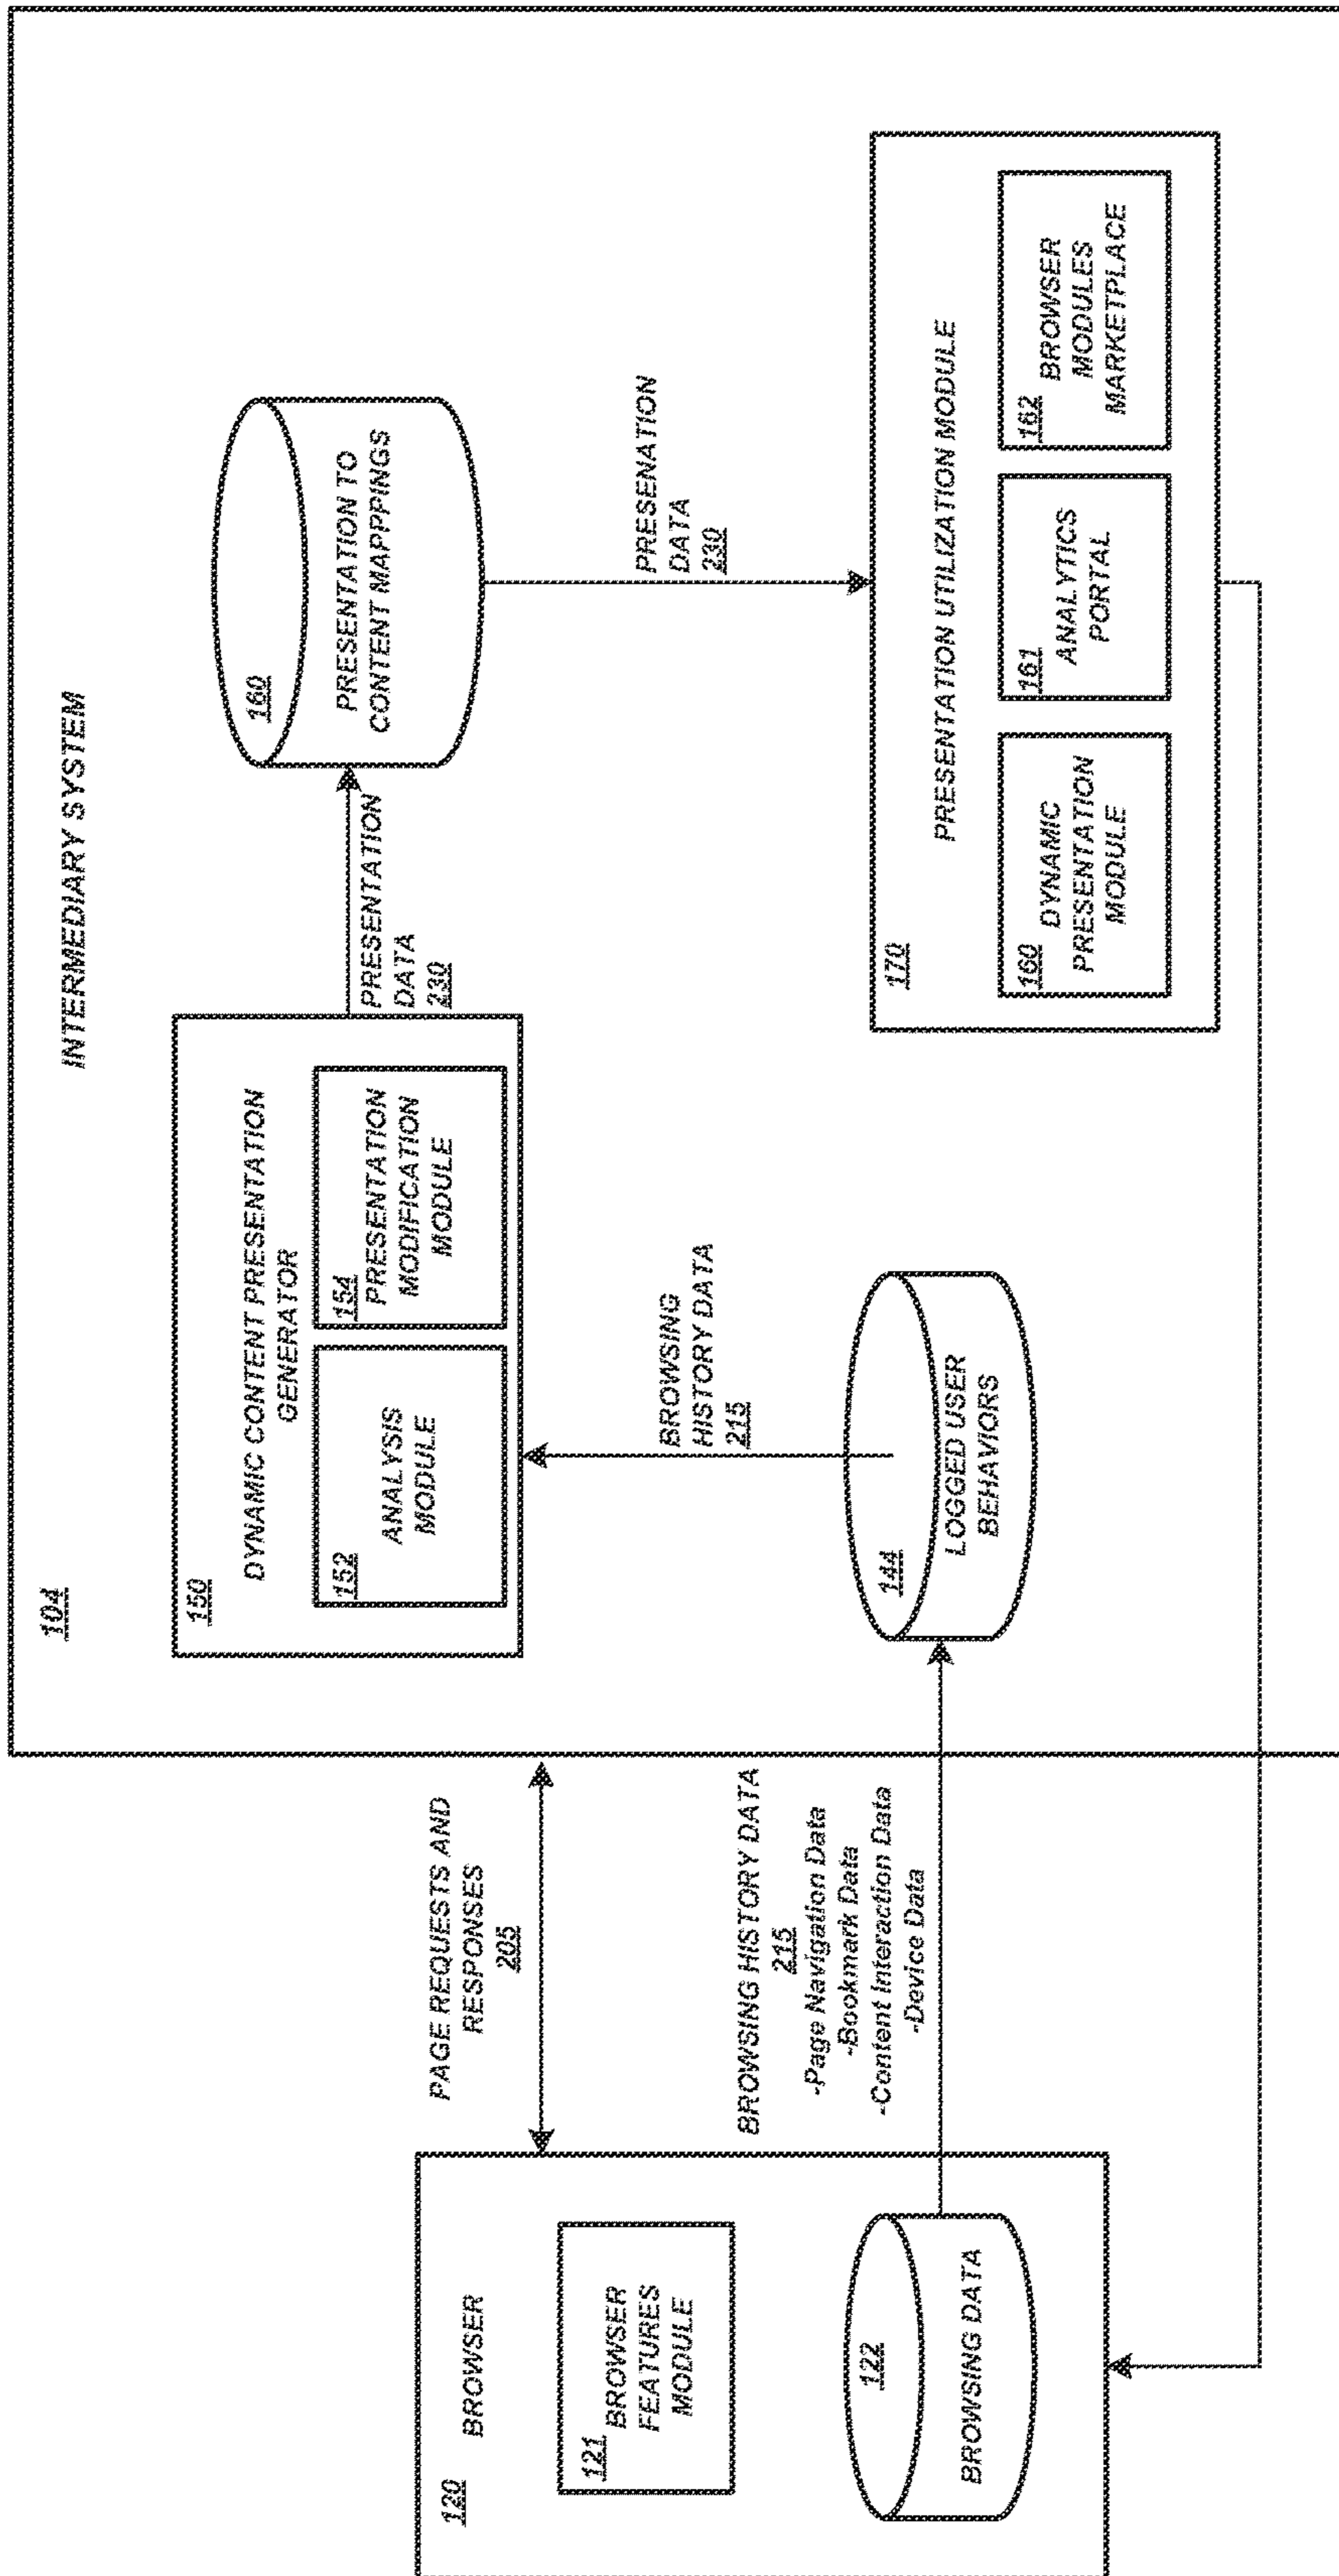 INTERMEDIARY SYSTEM
104
150
DYNAMIC CONTENT PRESENTATION
GENERATOR
152
ANALYSIS
MODULE
154
PRESENTATION
MODIFICATION
MODULE
PRESENTATION
DATA
230
160
PRESENTATION TO
CONTENT MAPPPINGS
PAGE REQUESTS AND
RESPONSES
205
120
BROWSER
121
BROWSER
FEATURES
MODULE
122
BROWSING DATA
BROWSING HISTORY DATA
215
-Page Navigation Data
-Bookmark Data
-Content Interaction Data
-Device Data
BROWSING
HISTORY DATA
215
144
LOGGED USER
BEHAVIORS
PRESENATION
DATA
230
170
PRESENTATION UTILIZATION MODULE
160
DYNAMIC
PRESENTATION
MODULE
161
ANALYTICS
PORTAL
162
BROWSER
MODULES
MARKETPLACE